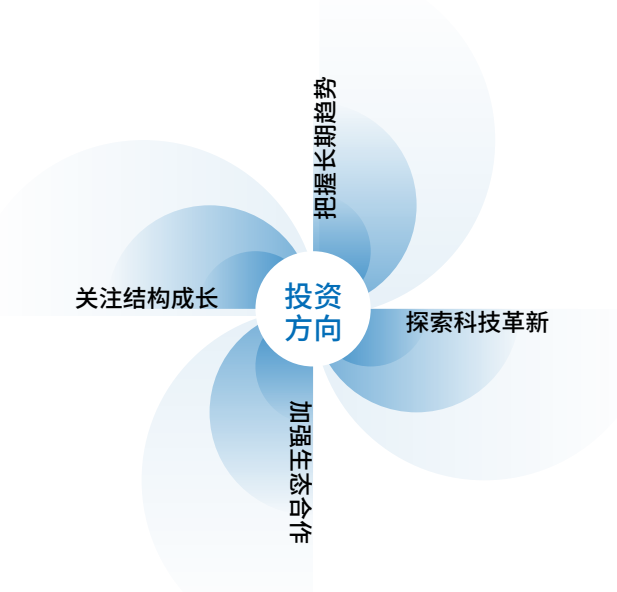 把握长期趋势
关注结构成长
投资
方向
探索科技革新
加强生态合作